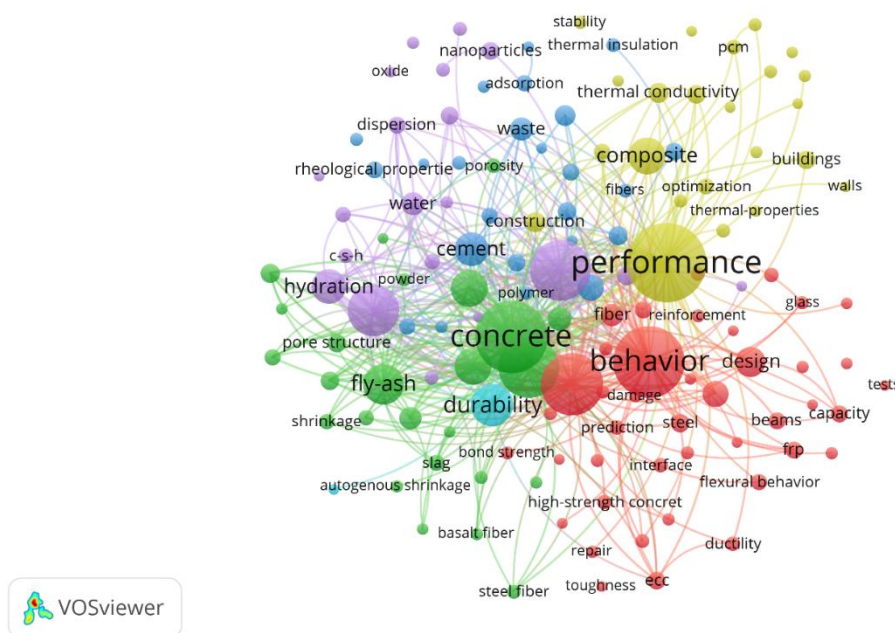 stability
nanoparticles
thermal insulation
pcm
oxide
adsorption
thermal conductivity
dispersion
waste
composite
buildings
rheological propertie
porosity
fibers
optimization
walls
water
construction
thermal-properties
cement
performance
c-s-h
hydration
powder
polymer
glass
fiber
reinforcement
concrete
pore structure
behavior
design
fly-ash
tests
durability
damage
shrinkage
prediction
steel
beams
capacity
bond strength
frp
slag
interface
autogenous shrinkage
flexural behavior
high-strength concret
basalt fiber
repair
ductility
steel fiber
toughness
ecc
VOSviewer